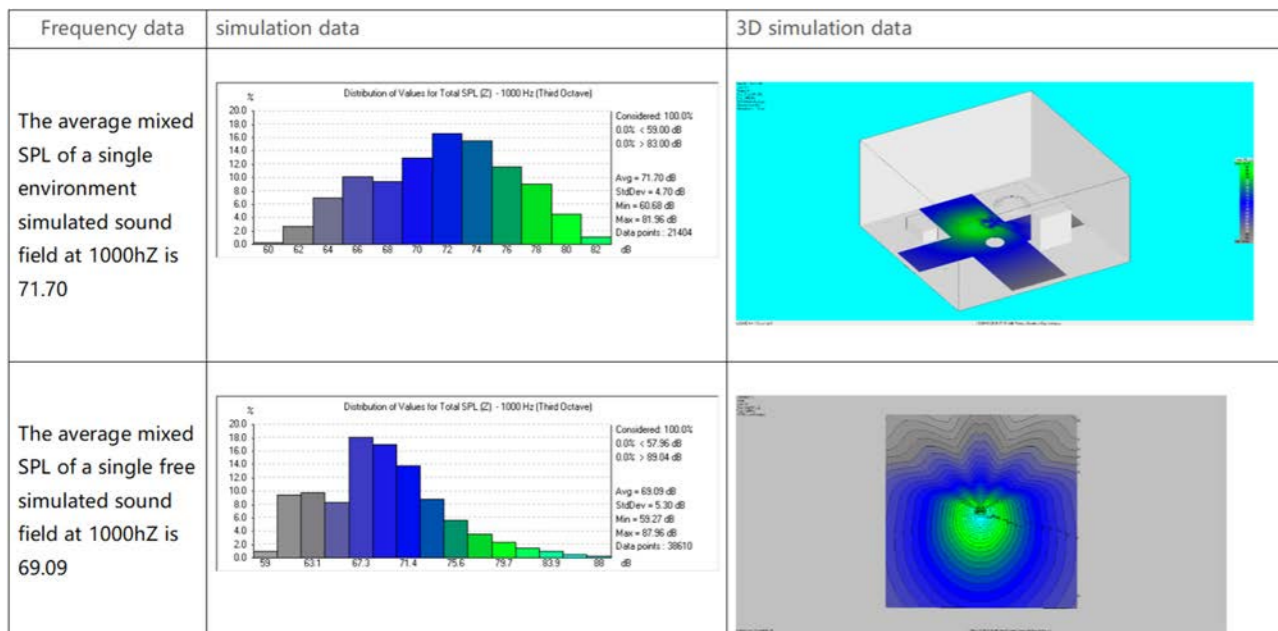 Frequency data
simulation data
3D simulation data
The average mixed
SPL of a single
environment
simulated sound
field at 1000hZ is
71.70
Distribution of Values for Total SPL (Z) - 1000 Hz (Third Octave)
%
20.0
18.0
16.0
14.0
12.0
10.0
8.0
6.0
4.0
2.0
0.0
60 62 64 66 68 70 72 74 76 78 80 82 dB
Considered: 100.0%
0.0% < 59.00 dB
0.0% > 83.00 dB
Avg = 71.70 dB
StdDev = 4.70 dB
Min = 60.68 dB
Max = 81.96 dB
Data points : 21404
The average mixed
SPL of a single free
simulated sound
field at 1000hZ is
69.09
Distribution of Values for Total SPL (Z) - 1000 Hz (Third Octave)
%
20.0
18.0
16.0
14.0
12.0
10.0
8.0
6.0
4.0
2.0
0.0
59 63.1 67.3 71.4 75.6 79.7 83.9 88 dB
Considered: 100.0%
0.0% < 57.96 dB
0.0% > 89.04 dB
Avg = 69.09 dB
StdDev = 5.30 dB
Min = 59.27 dB
Max = 87.96 dB
Data points : 38610